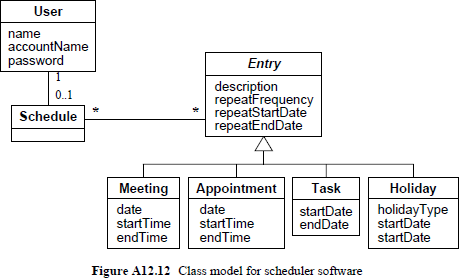 User
name
accountName
password
1
0..1
Schedule
*
*
Entry
description
repeatFrequency
repeatStartDate
repeatEndDate
Meeting
date
startTime
endTime
Appointment
date
startTime
endTime
Task
startDate
endDate
Holiday
holidayType
startDate
startDate
Figure A12.12 Class model for scheduler software